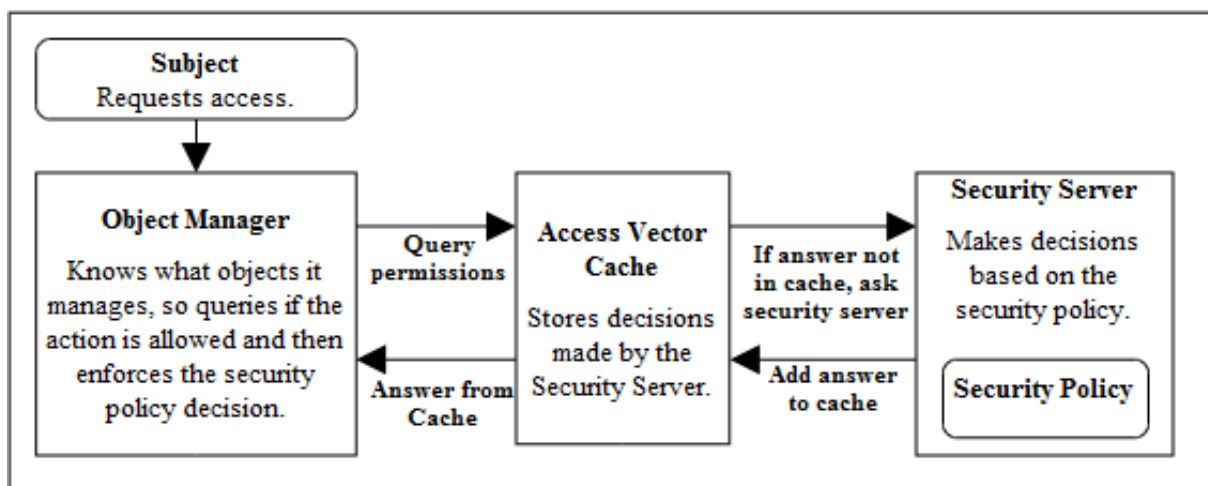 Subject
Requests access.
Object Manager
Knows what objects it
manages, so queries if the
action is allowed and then
enforces the security
policy decision.
Query
permissions
Answer from
Cache
Access Vector
Cache
Stores decisions
made by the
Security Server.
If answer not
in cache, ask
security server
Add answer
to cache
Security Server
Makes decisions
based on the
security policy.
Security Policy